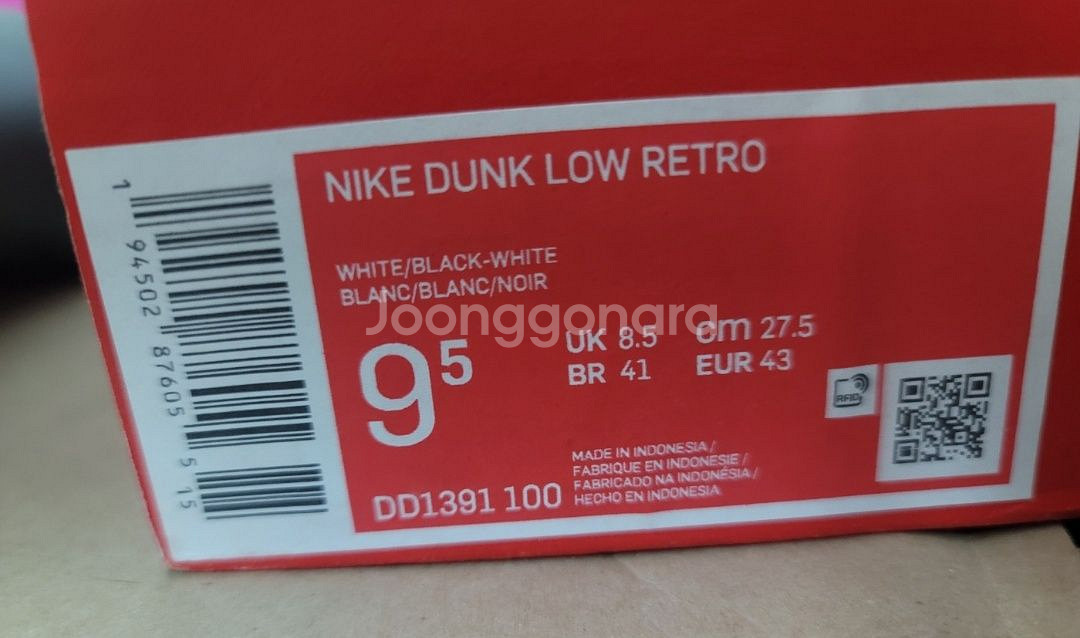 NIKE DUNK LOW RETRO
WHITE/BLACK-WHITE
BLANC/BLANC/NOIR
Joonggonara
9⁵
UK 8.5 cm 27.5
BR 41 EUR 43
RFID
MADE IN INDONESIA /
FABRIQUE EN INDONESIE /
FABRICADO NA INDONÉSIA /
HECHO EN INDONESIA
DD1391 100
1 94502 87605 5 15